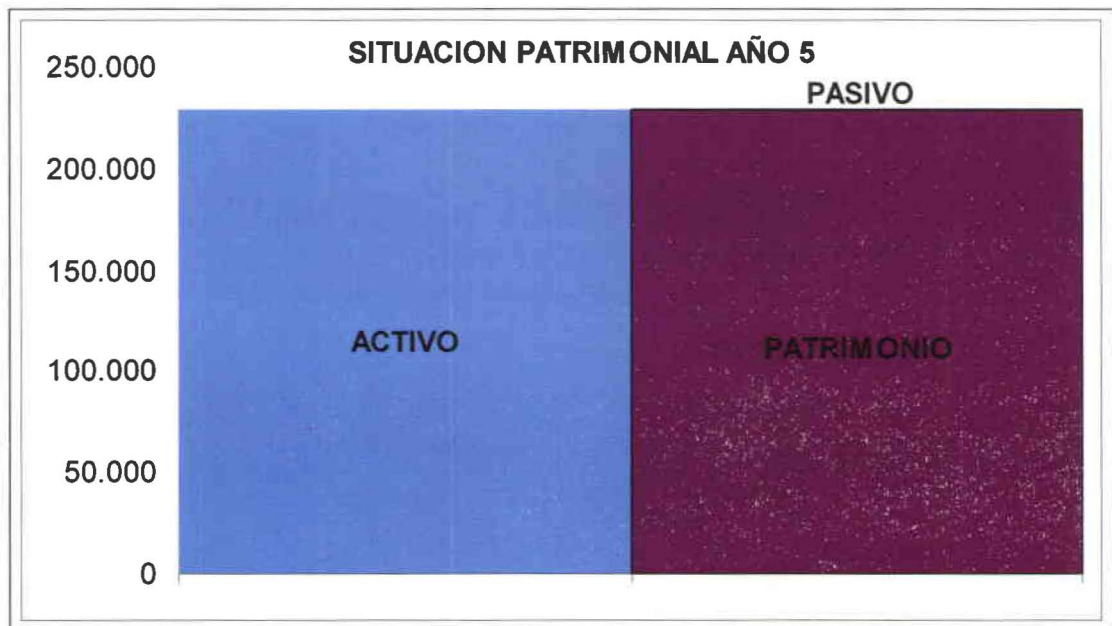 SITUACION PATRIMONIAL AÑO 5
250.000
200.000
150.000
100.000
50.000
0
PASIVO
ACTIVO
PATRIMONIO